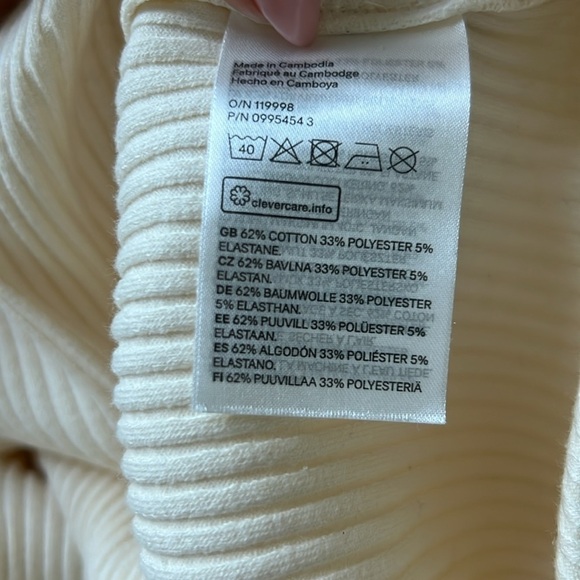 Made in Cambodia
Fabriqué au Cambodge
Hecho en Camboya
O/N 119998
P/N 0995454 3
40
clevercare.info
GB 62% COTTON 33% POLYESTER 5%
ELASTANE.
CZ 62% BAVLNA 33% POLYESTER 5%
ELASTAN.
DE 62% BAUMWOLLE 33% POLYESTER
5% ELASTHAN.
EE 62% PUUVILL 33% POLÜESTER 5%
ELASTAAN.
ES 62% ALGODÓN 33% POLIÉSTER 5%
ELASTANO.
FI 62% PUUVILLAA 33% POLYESTERIÄ